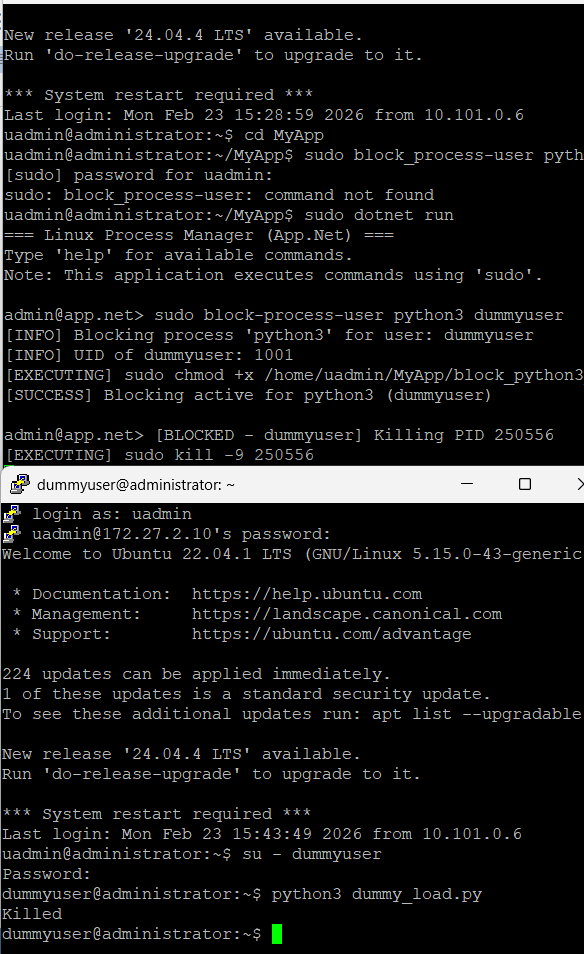 New release '24.04.4 LTS' available.
Run 'do-release-upgrade' to upgrade to it.
*** System restart required ***
Last login: Mon Feb 23 15:28:59 2026 from 10.101.0.6
uadmin@administrator:~$ cd MyApp
uadmin@administrator:~/MyApp$ sudo block_process-user pyth
[sudo] password for uadmin:
sudo: block_process-user: command not found
uadmin@administrator:~/MyApp$ sudo dotnet run
=== Linux Process Manager (App.Net) ===
Type 'help' for available commands.
Note: This application executes commands using 'sudo'.
admin@app.net> sudo block-process-user python3 dummyuser
[INFO] Blocking process 'python3' for user: dummyuser
[INFO] UID of dummyuser: 1001
[EXECUTING] sudo chmod +x /home/uadmin/MyApp/block_python3
[SUCCESS] Blocking active for python3 (dummyuser)
admin@app.net> [BLOCKED - dummyuser] Killing PID 250556
[EXECUTING] sudo kill -9 250556
dummyuser@administrator: ~
login as: uadmin
uadmin@172.27.2.10's password:
Welcome to Ubuntu 22.04.1 LTS (GNU/Linux 5.15.0-43-generic
* Documentation: https://help.ubuntu.com
* Management: https://landscape.canonical.com
* Support: https://ubuntu.com/advantage
224 updates can be applied immediately.
1 of these updates is a standard security update.
To see these additional updates run: apt list --upgradable
New release '24.04.4 LTS' available.
Run 'do-release-upgrade' to upgrade to it.
*** System restart required ***
Last login: Mon Feb 23 15:43:49 2026 from 10.101.0.6
uadmin@administrator:~$ su - dummyuser
Password:
dummyuser@administrator:~$ python3 dummy_load.py
Killed
dummyuser@administrator:~$